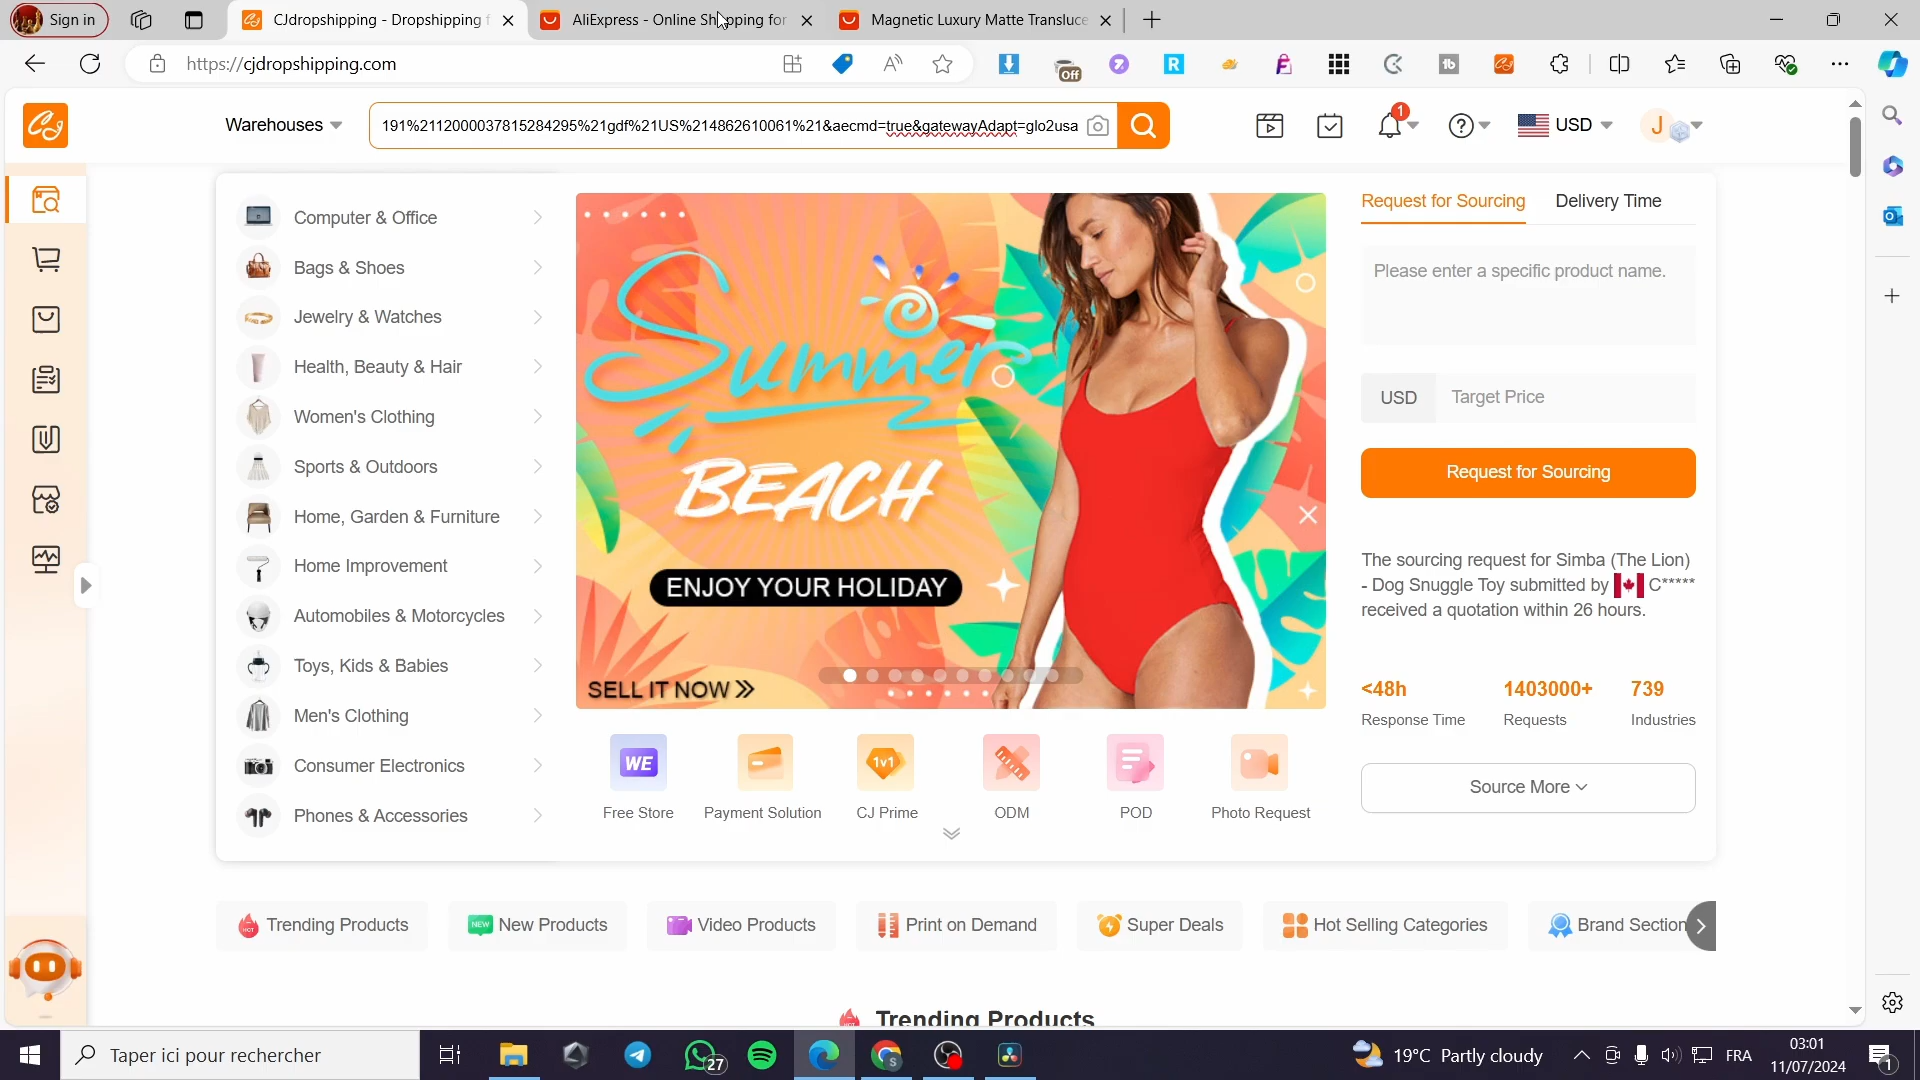 Sign in
CJdropshipping - Dropshipping f
AliExpress - Online Shopping for
Magnetic Luxury Matte Transluce
https://cjdropshipping.com
Off
Warehouses
191%2112000037815284295%21gdf%21US%214862610061%21&aecmd=true&gatewayAdapt=glo2usa
1
USD
J
Computer & Office
Bags & Shoes
Jewelry & Watches
Health, Beauty & Hair
Women's Clothing
Sports & Outdoors
Home, Garden & Furniture
Home Improvement
Automobiles & Motorcycles
Toys, Kids & Babies
Men's Clothing
Consumer Electronics
Phones & Accessories
Summer
BEACH
ENJOY YOUR HOLIDAY
SELL IT NOW
WE
1v1
Free Store
Payment Solution
CJ Prime
ODM
POD
Photo Request
Request for Sourcing
Delivery Time
Please enter a specific product name.
USD
Target Price
Request for Sourcing
The sourcing request for Simba (The Lion)
- Dog Snuggle Toy submitted by C*****
received a quotation within 26 hours.
<48h
1403000+
739
Response Time
Requests
Industries
Source More
HOT
Trending Products
NEW
New Products
Video Products
Print on Demand
Super Deals
Hot Selling Categories
Brand Section
Trending Products
Taper ici pour rechercher
27
19°C Partly cloudy
FRA
03:01
11/07/2024
1